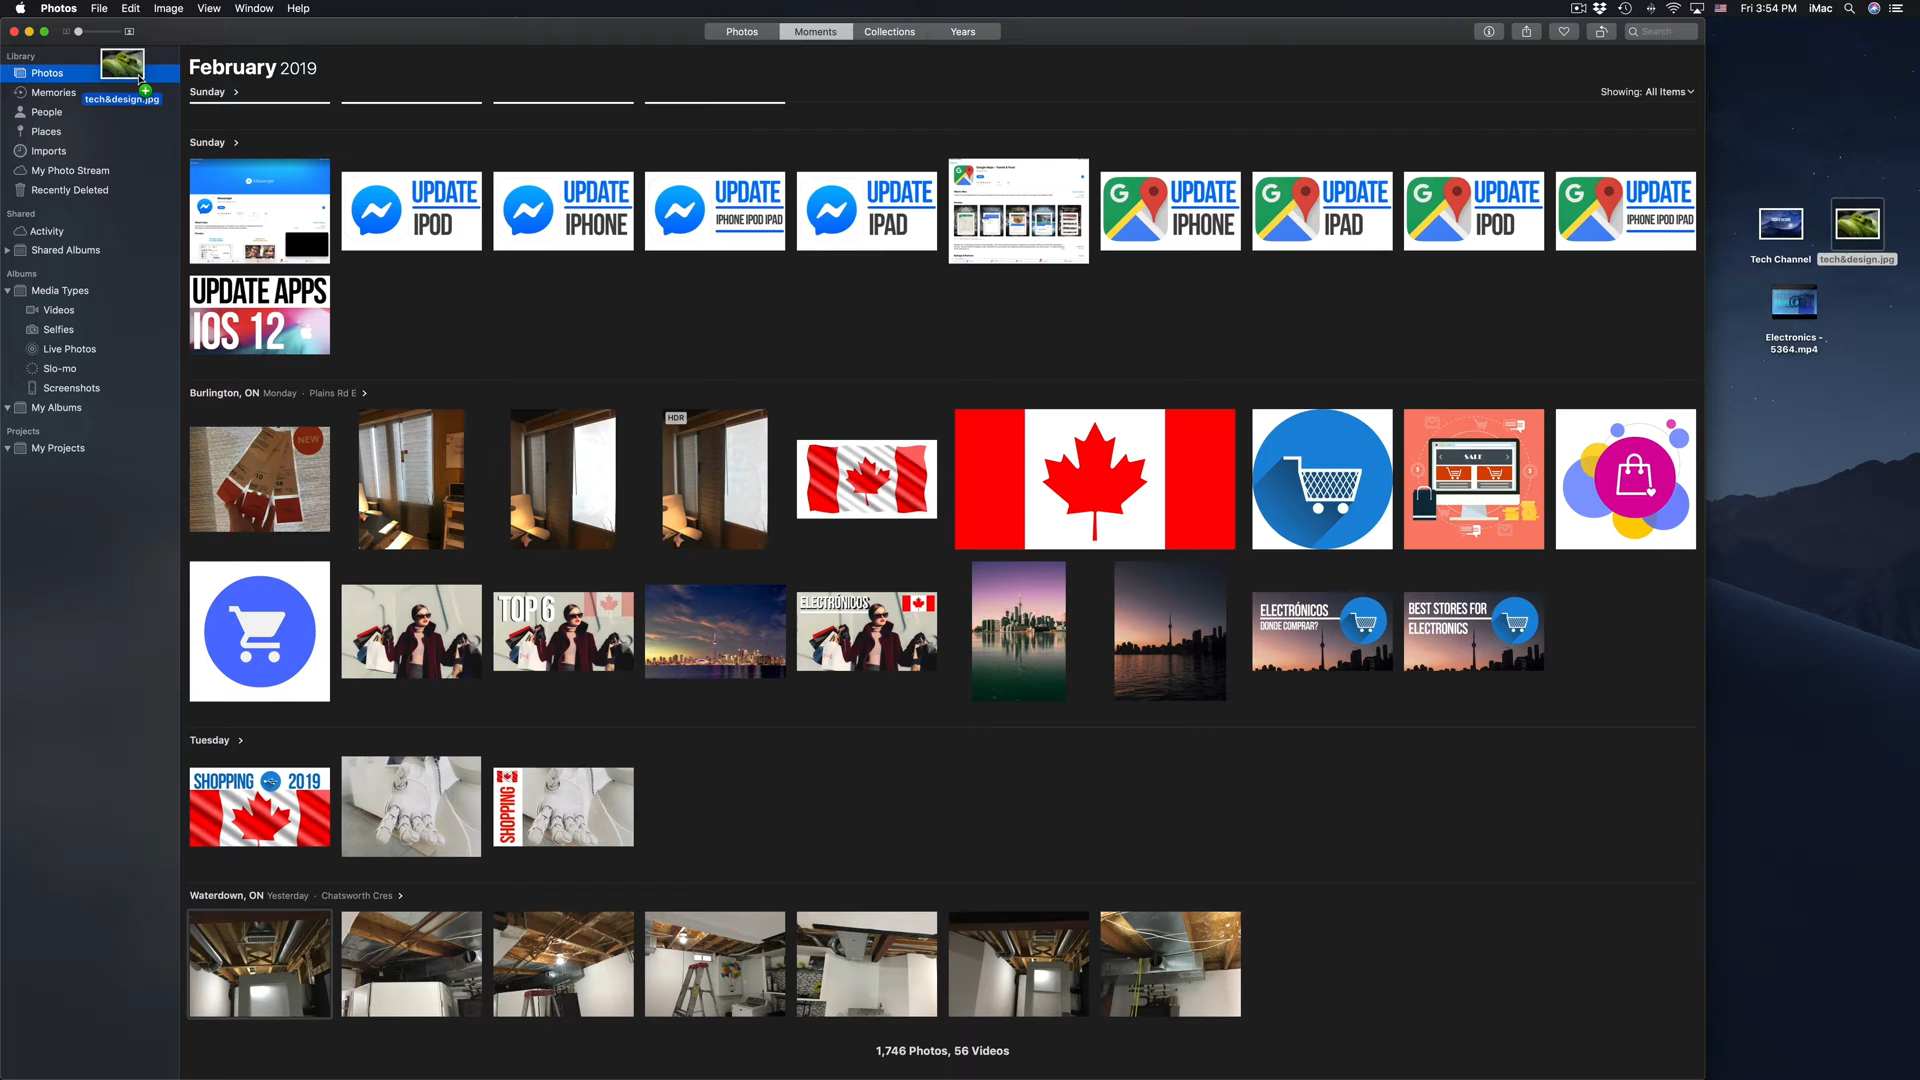 Photos File Edit Image View Window Help
Fri 3:54 PM iMac
Photos Moments Collections Years
Search
Library
Photos
Memories
tech&design.jpg
People
Places
Imports
My Photo Stream
Recently Deleted
Shared
Activity
Shared Albums
Albums
Media Types
Videos
Selfies
Live Photos
Slo-mo
Screenshots
My Albums
Projects
My Projects
February 2019
Sunday >
Showing: All Items
Sunday >
Messenger
UPDATE
IPOD
UPDATE
IPHONE
UPDATE
IPHONE IPOD IPAD
UPDATE
IPAD
G UPDATE
IPHONE
G UPDATE
IPAD
G UPDATE
IPOD
G UPDATE
IPHONE IPOD IPAD
UPDATE APPS
IOS 12
Burlington, ON Monday · Plains Rd E >
NEW
HDR
SALE
TOP 6
ELECTRÓNICOS
ELECTRÓNICOS
DONDE COMPRAR?
BEST STORES FOR
ELECTRONICS
Tuesday >
SHOPPING 2019
SHOPPING
Waterdown, ON Yesterday · Chatsworth Cres >
1,746 Photos, 56 Videos
Tech Channel
tech&design.jpg
Electronics -
5364.mp4